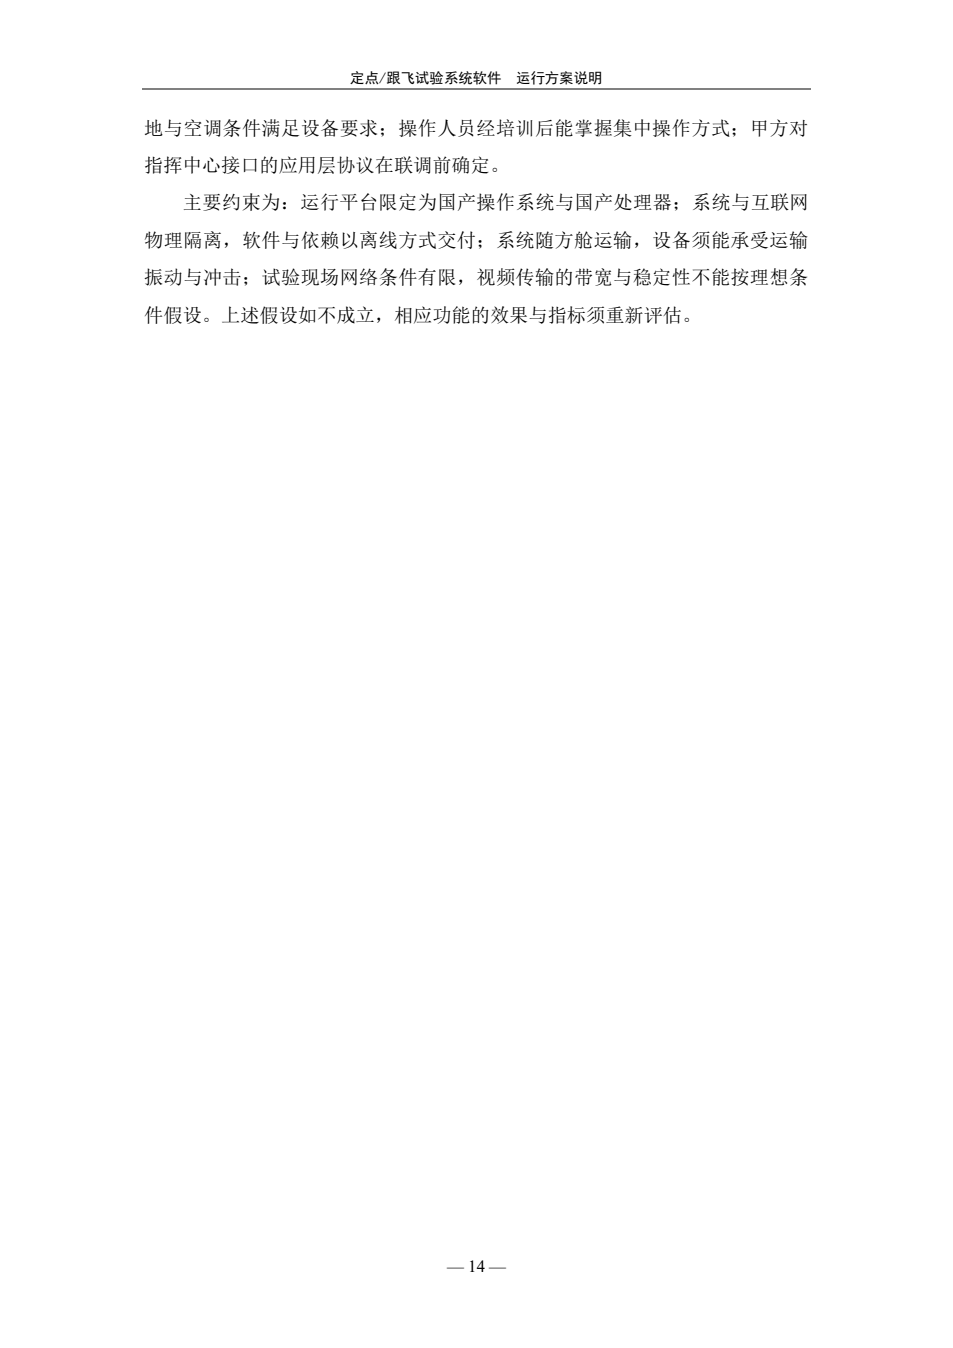 定点/跟飞试验系统软件　运行方案说明
地与空调条件满足设备要求；操作人员经培训后能掌握集中操作方式；甲方对
指挥中心接口的应用层协议在联调前确定。
主要约束为：运行平台限定为国产操作系统与国产处理器；系统与互联网
物理隔离，软件与依赖以离线方式交付；系统随方舱运输，设备须能承受运输
振动与冲击；试验现场网络条件有限，视频传输的带宽与稳定性不能按理想条
件假设。上述假设如不成立，相应功能的效果与指标须重新评估。
— 14 —